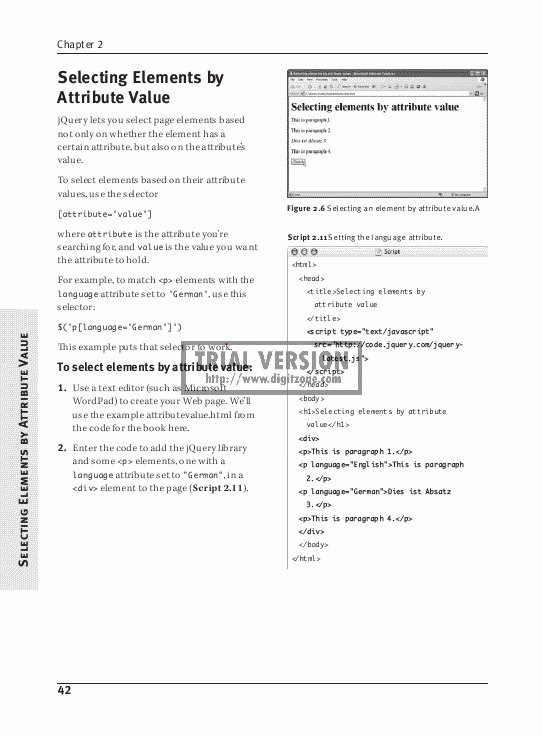 Chapter 2
Selecting Elements by
Attribute Value
jQuery lets you select page elements based
not only on whether the element has a
certain attribute, but also on the attribute's
value.
To select elements based on their attribute
values, use the selector
[attribute='value']
where attribute is the attribute you're
searching for, and value is the value you want
the attribute to hold.
For example, to match <p> elements with the
language attribute set to "German", use this
selector:
$('p[language="German"]')
This example puts that selector to work.
To select elements by attribute value:
1. Use a text editor (such as Microsoft
WordPad) to create your Web page. We'll
use the example attributevalue.html from
the code for the book here.
2. Enter the code to add the jQuery library
and some <p> elements, one with a
language attribute set to "German", in a
<div> element to the page (Script 2.11).
Selecting elements by attribute value
This is paragraph 1.
This is paragraph 2.
Dies ist Absatz 3.
This is paragraph 4.
Figure 2.6 Selecting an element by attribute value.A
Script 2.11 Setting the language attribute.
Script
<html>
<head>
<title>Selecting elements by
attribute value
</title>
<script type="text/javascript"
src="http://code.jquery.com/jquery-
latest.js">
</script>
</head>
<body>
<h1>Selecting elements by attribute
value</h1>
<div>
<p>This is paragraph 1.</p>
<p language="English">This is paragraph
2.</p>
<p language="German">Dies ist Absatz
3.</p>
<p>This is paragraph 4.</p>
</div>
</body>
</html>
TRIAL VERSION
http://www.digitzone.com
Selecting Elements by Attribute Value
42